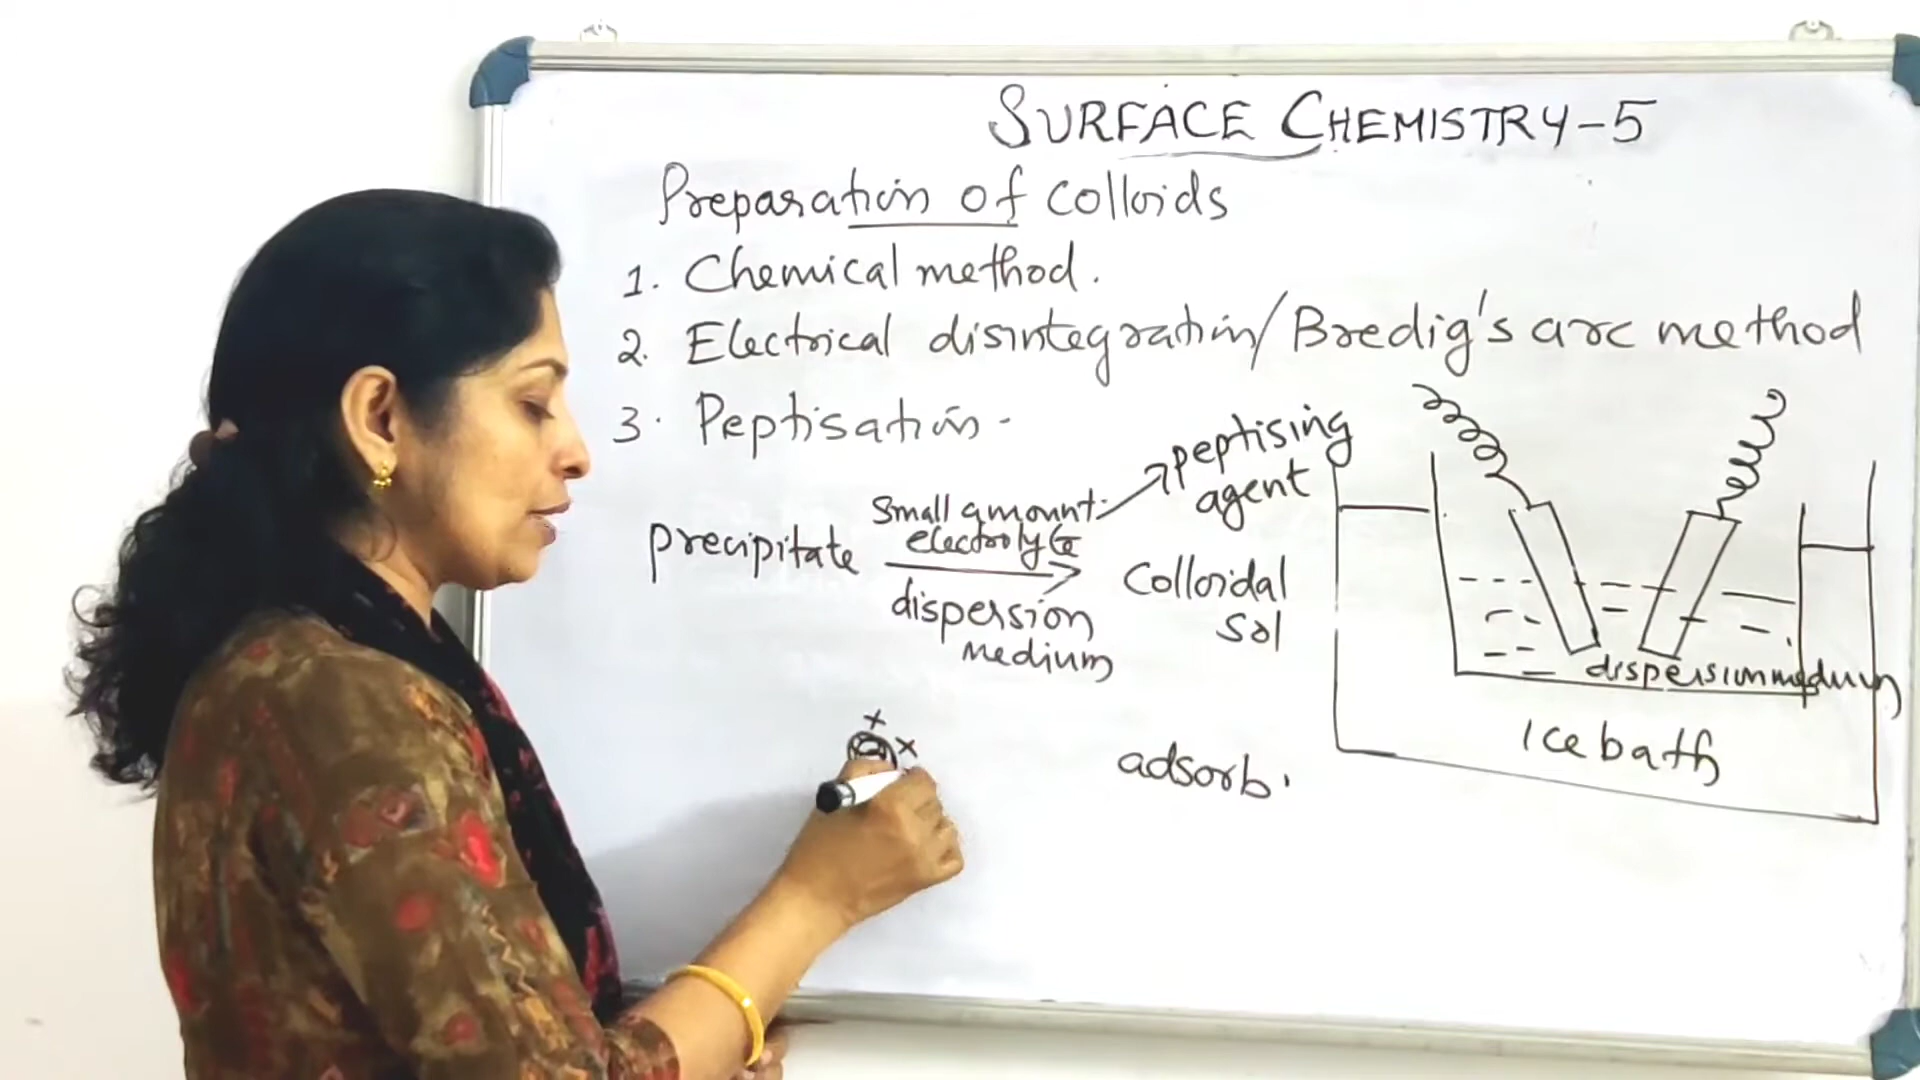 SURFACE CHEMISTRY-5
Preparation of colloids
1. Chemical method.
2. Electrical disintegration/Bredig's arc method
3. Peptisation-
peptising
agent
small amount
electrolyte
precipitate
Colloidal
sol
dispersion
medium
dispersion medium
Ice bath
adsorb
+
+